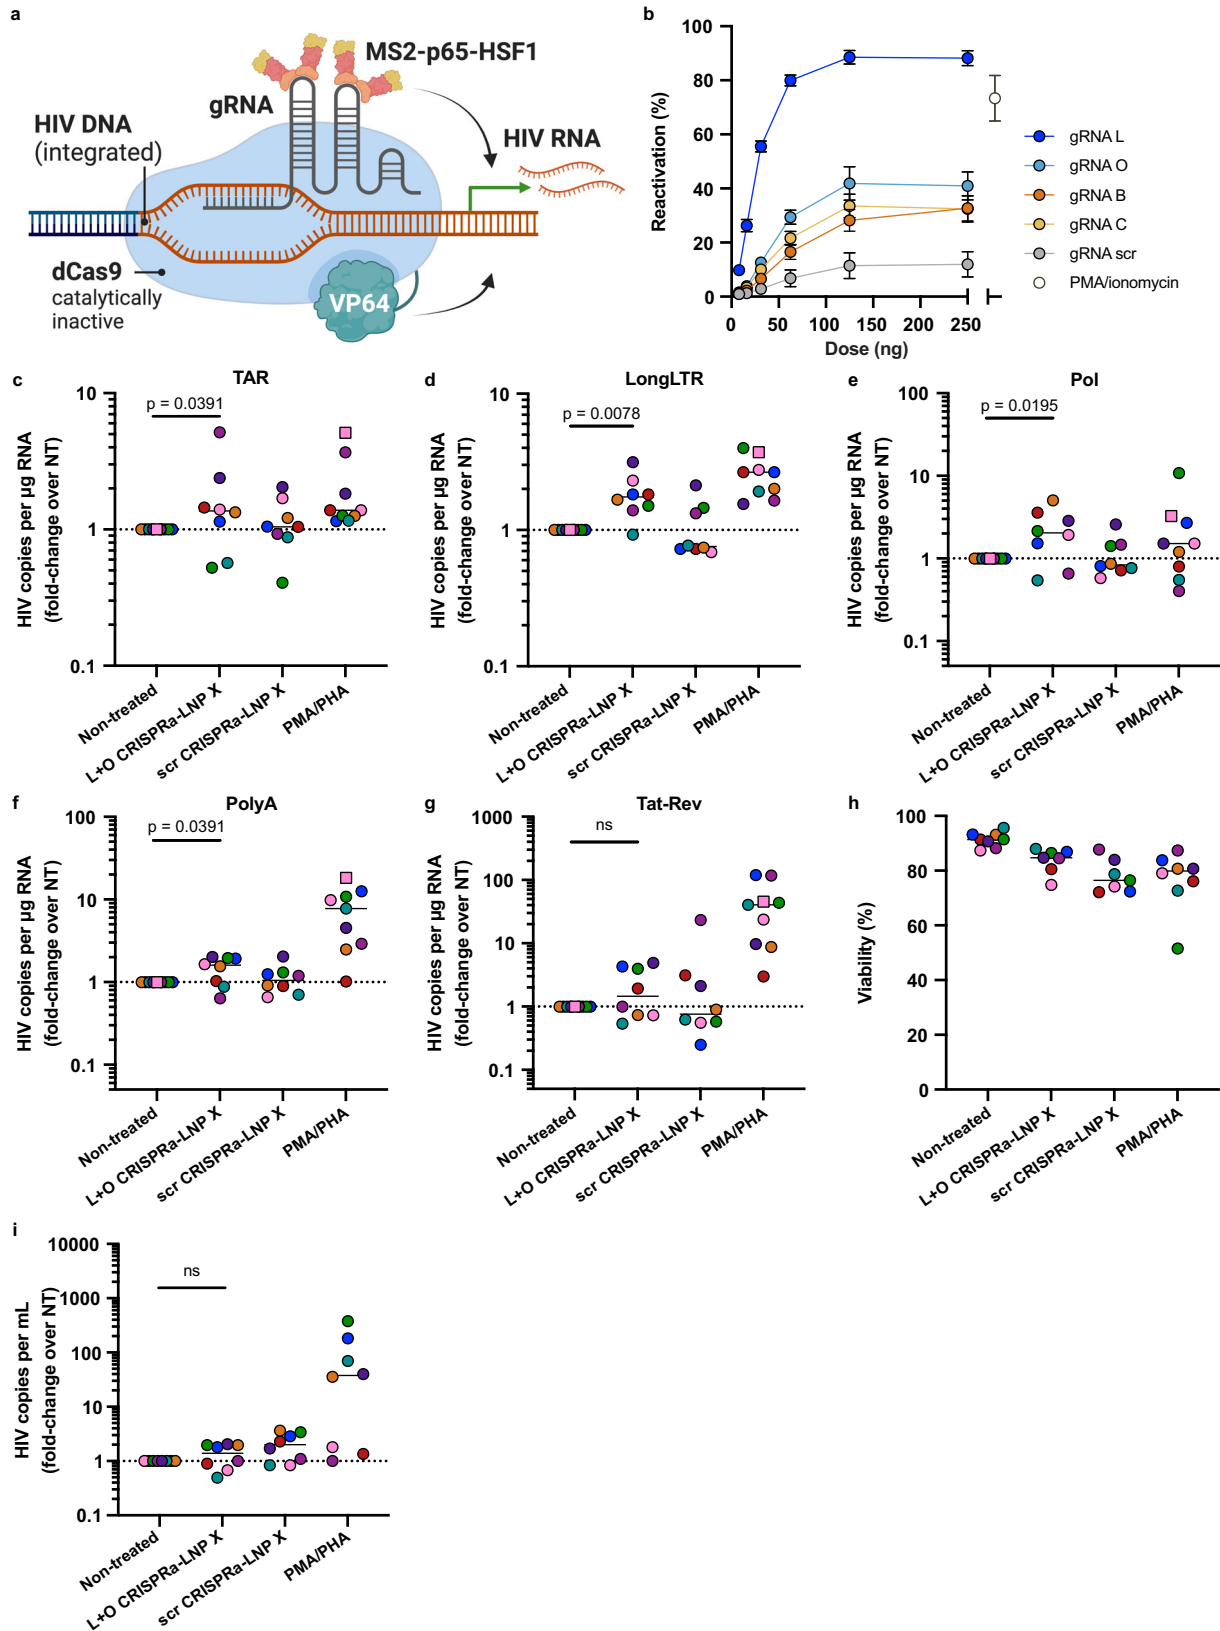 a
MS2-p65-HSF1
gRNA
HIV DNA
(integrated)
HIV RNA
dCas9
catalytically
inactive
VP64
b
100
80
60
40
20
0
Reactivation (%)
0 50 100 150 200 250
Dose (ng)
gRNA L
gRNA O
gRNA B
gRNA C
gRNA scr
PMA/ionomycin
c
TAR
p = 0.0391
10
1
0.1
HIV copies per µg RNA
(fold-change over NT)
Non-treated
L+O CRISPRa-LNP X
scr CRISPRa-LNP X
PMA/PHA
d
LongLTR
p = 0.0078
10
1
0.1
HIV copies per µg RNA
(fold-change over NT)
Non-treated
L+O CRISPRa-LNP X
scr CRISPRa-LNP X
PMA/PHA
e
Pol
p = 0.0195
100
10
1
0.1
HIV copies per µg RNA
(fold-change over NT)
Non-treated
L+O CRISPRa-LNP X
scr CRISPRa-LNP X
PMA/PHA
f
PolyA
p = 0.0391
100
10
1
0.1
HIV copies per µg RNA
(fold-change over NT)
Non-treated
L+O CRISPRa-LNP X
scr CRISPRa-LNP X
PMA/PHA
g
Tat-Rev
ns
1000
100
10
1
0.1
HIV copies per µg RNA
(fold-change over NT)
Non-treated
L+O CRISPRa-LNP X
scr CRISPRa-LNP X
PMA/PHA
h
100
80
60
40
20
0
Viability (%)
Non-treated
L+O CRISPRa-LNP X
scr CRISPRa-LNP X
PMA/PHA
i
ns
10000
1000
100
10
1
0.1
HIV copies per mL
(fold-change over NT)
Non-treated
L+O CRISPRa-LNP X
scr CRISPRa-LNP X
PMA/PHA